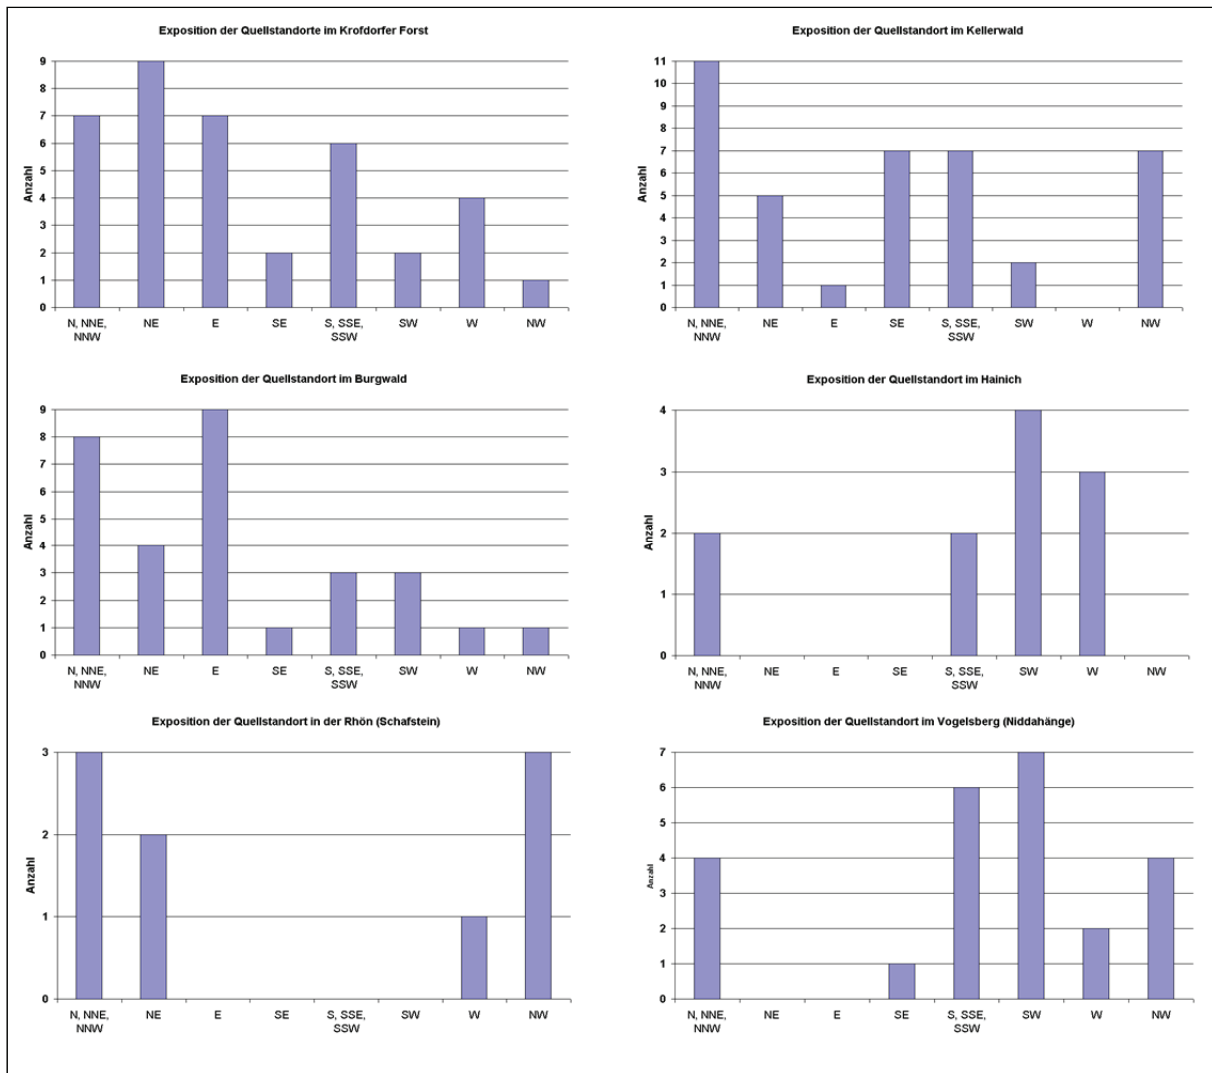 Exposition der Quellstandorte im Krofdorfer Forst
9
8
7
6
5
4
3
2
1
0
Anzahl
N, NNE, NE E SE S, SSE, SW W NW
NNW SSW
Exposition der Quellstandort im Kellerwald
11
10
9
8
7
6
5
4
3
2
1
0
Anzahl
N, NNE, NE E SE S, SSE, SW W NW
NNW SSW
Exposition der Quellstandort im Burgwald
9
8
7
6
5
4
3
2
1
0
Anzahl
N, NNE, NE E SE S, SSE, SW W NW
NNW SSW
Exposition der Quellstandort im Hainich
4
3
2
1
0
Anzahl
N, NNE, NE E SE S, SSE, SW W NW
NNW SSW
Exposition der Quellstandort in der Rhön (Schafstein)
3
2
1
0
Anzahl
N, NNE, NE E SE S, SSE, SW W NW
NNW SSW
Exposition der Quellstandort im Vogelsberg (Niddahänge)
7
6
5
4
3
2
1
0
Anzahl
N, NNE, NE E SE S, SSE, SW W NW
NNW SSW